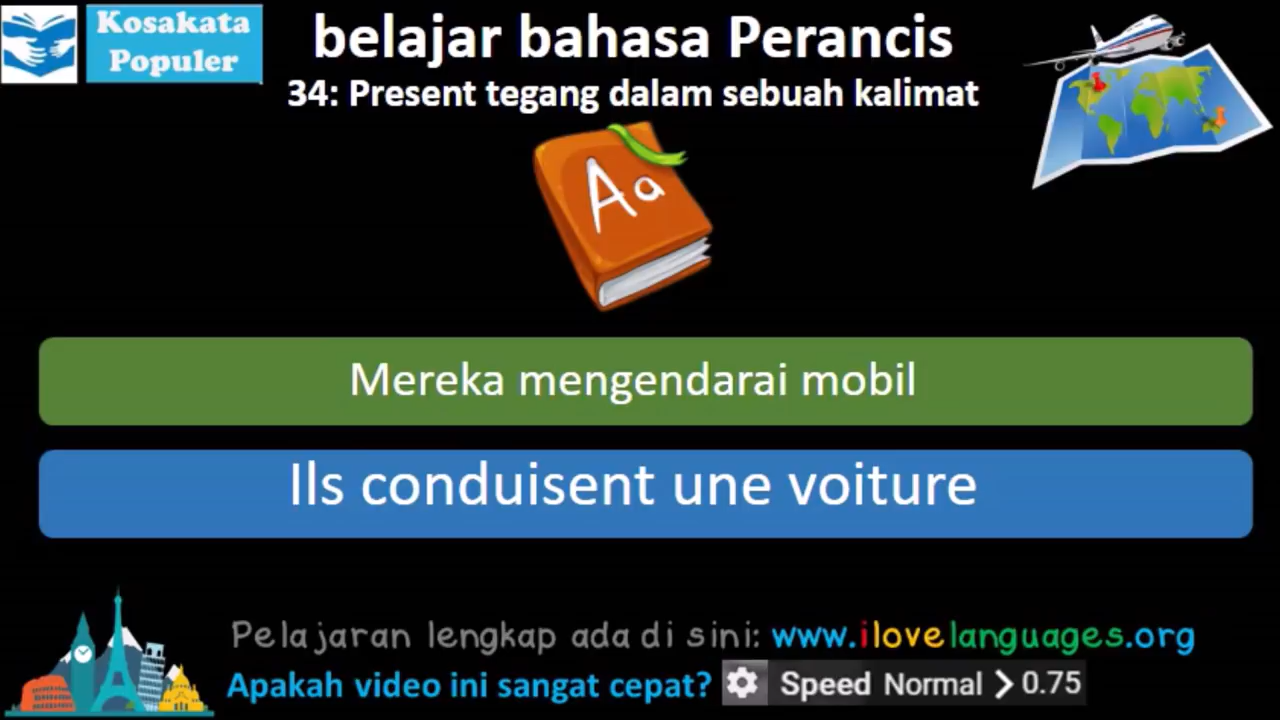 Kosakata
Populer
belajar bahasa Perancis
34: Present tegang dalam sebuah kalimat
Aa
Mereka mengendarai mobil
Ils conduisent une voiture
Pelajaran lengkap ada di sini: www.ilovelanguages.org
Apakah video ini sangat cepat? Speed Normal > 0.75